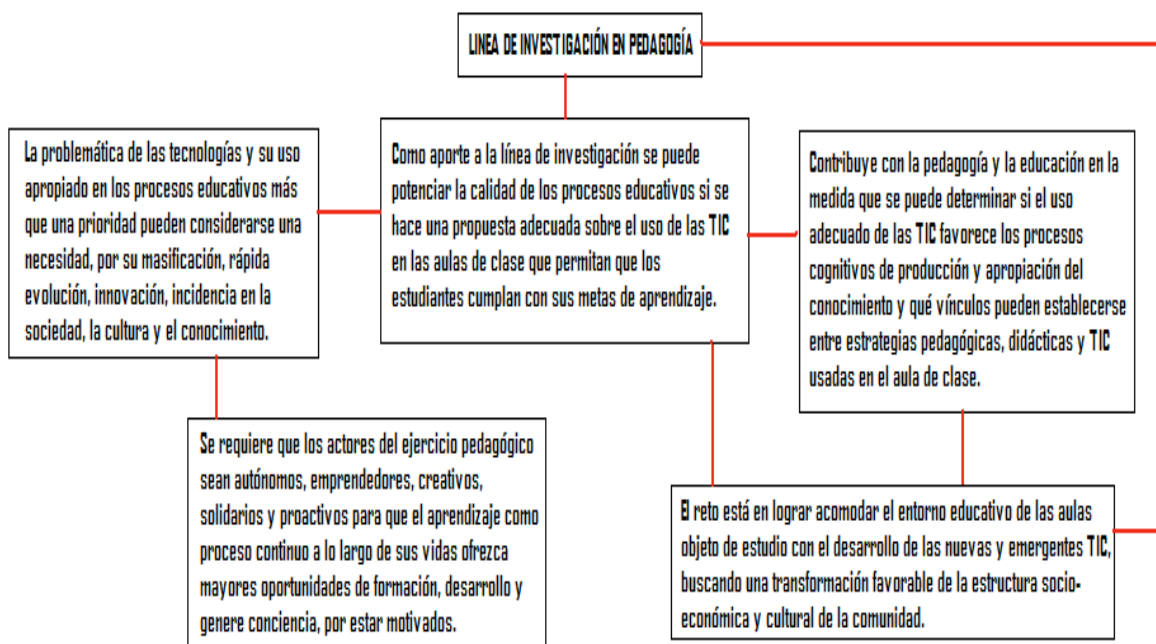 LINEA DE INVESTIGACIÓN EN PEDAGOGÍA
La problemática de las tecnologías y su uso
apropiado en los procesos educativos más
que una prioridad pueden considerarse una
necesidad, por su masificación, rápida
evolución, innovación, incidencia en la
sociedad, la cultura y el conocimiento.
Como aporte a la línea de investigación se puede
potenciar la calidad de los procesos educativos si se
hace una propuesta adecuada sobre el uso de las TIC
en las aulas de clase que permitan que los
estudiantes cumplan con sus metas de aprendizaje.
Contribuye con la pedagogía y la educación en la
medida que se puede determinar si el uso
adecuado de las TIC favorece los procesos
cognitivos de producción y apropiación del
conocimiento y qué vínculos pueden establecerse
entre estrategias pedagógicas, didácticas y TIC
usadas en el aula de clase.
Se requiere que los actores del ejercicio pedagógico
sean autónomos, emprendedores, creativos,
solidarios y proactivos para que el aprendizaje como
proceso continuo a lo largo de sus vidas ofrezca
mayores oportunidades de formación, desarrollo y
genere conciencia, por estar motivados.
El reto está en lograr acomodar el entorno educativo de las aulas
objeto de estudio con el desarrollo de las nuevas y emergentes TIC,
buscando una transformación favorable de la estructura socio-
económica y cultural de la comunidad.